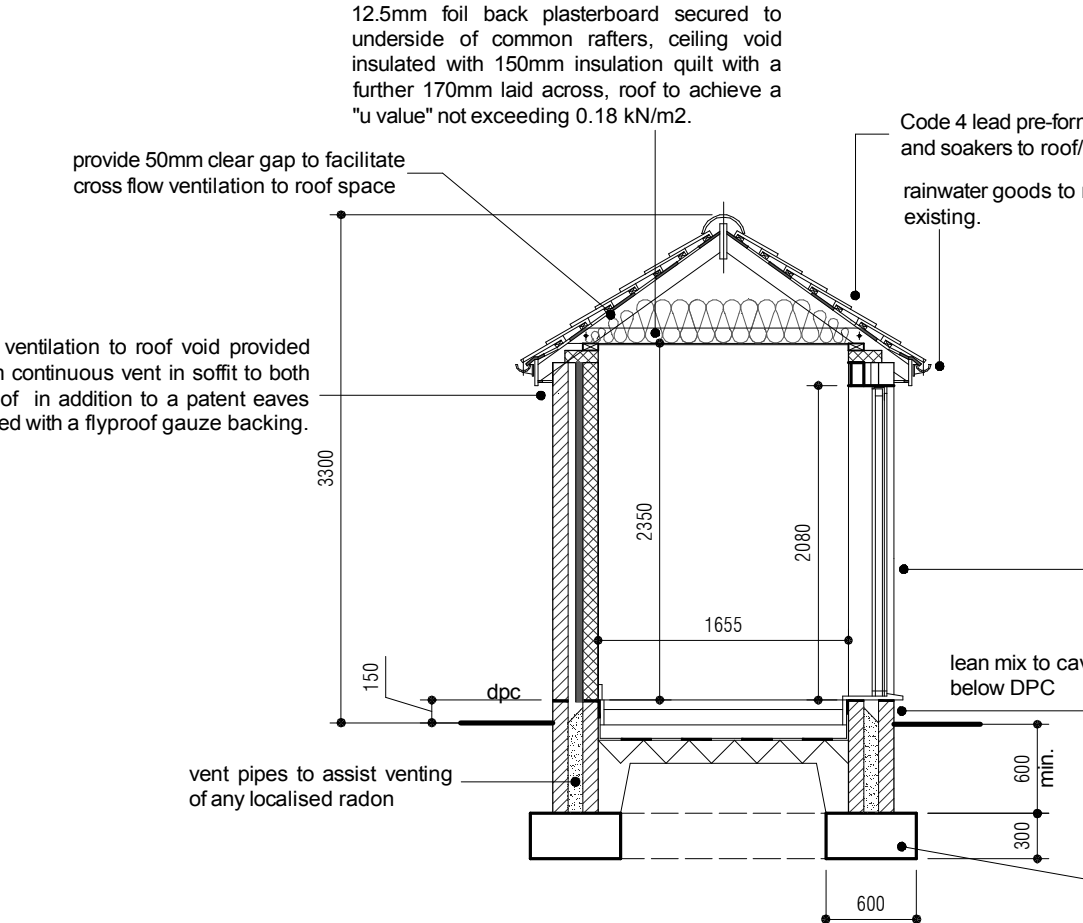 12.5mm foil back plasterboard secured to
underside of common rafters, ceiling void
insulated with 150mm insulation quilt with a
further 170mm laid across, roof to achieve a
"u value" not exceeding 0.18 kN/m2.
Code 4 lead pre-for
and soakers to roof/
provide 50mm clear gap to facilitate
cross flow ventilation to roof space
rainwater goods to
existing.
ventilation to roof void provided
continuous vent in soffit to both
of in addition to a patent eaves
ed with a flyproof gauze backing.
3300
2350
2080
1655
150
dpc
lean mix to cav
below DPC
vent pipes to assist venting
of any localised radon
600
min.
300
600